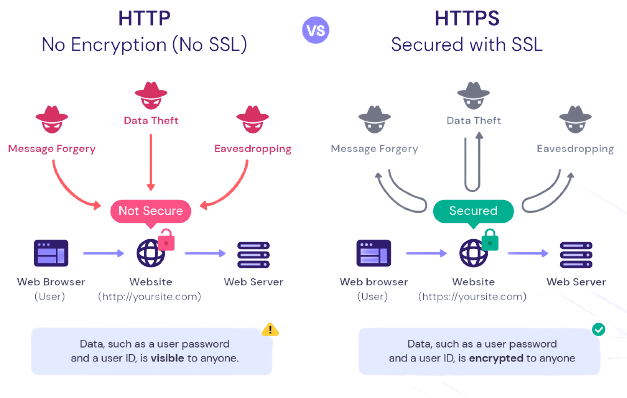 HTTP
No Encryption (No SSL)
VS
HTTPS
Secured with SSL
Data Theft
Message Forgery
Eavesdropping
Not Secure
Web Browser
(User)
Website
(http://yoursite.com)
Web Server
Data, such as a user password
and a user ID, is visible to anyone.
Data Theft
Message Forgery
Eavesdropping
Secured
Web browser
(User)
Website
(https://yoursite.com)
Web Server
Data, such as a user password
and a user ID, is encrypted to anyone